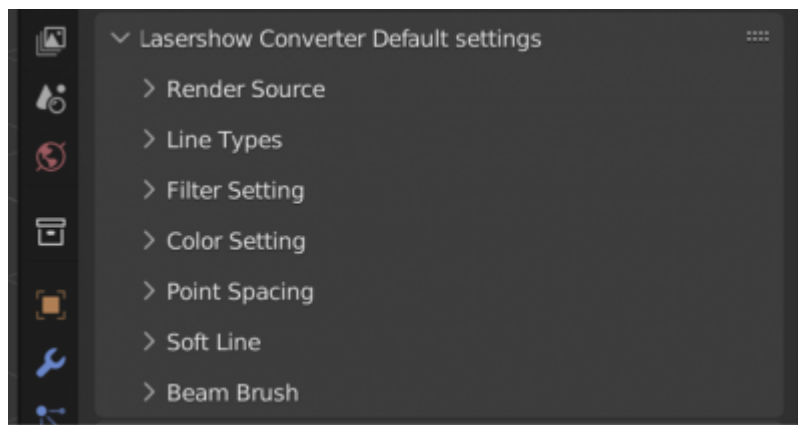 Lasershow Converter Default settings
Render Source
Line Types
Filter Setting
Color Setting
Point Spacing
Soft Line
Beam Brush